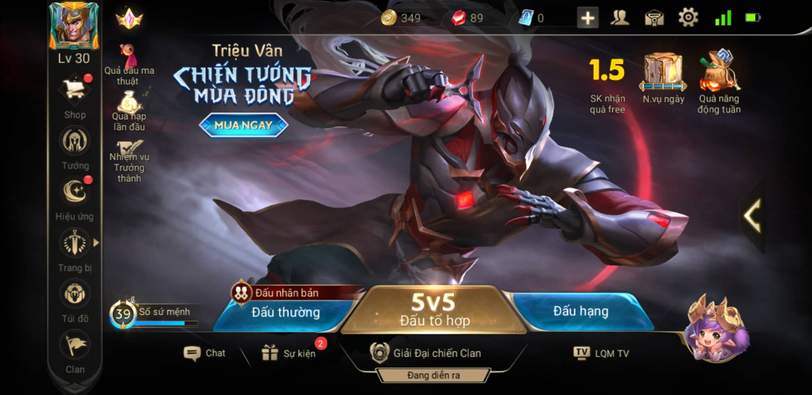 349
89
0
Lv 30
Shop
Tướng
Hiệu ứng
Trang bị
Túi đồ
Clan
Quà đấu ma
thuật
Quà nạp
lần đầu
Nhiệm vụ
Trưởng
thành
Triệu Vân
CHIẾN TƯỚNG
MÙA ĐÔNG
MUA NGAY
1.5
SK nhận
quà free
N.vụ ngày
Quà năng
động tuần
39
Sổ sứ mệnh
Đấu nhân bản
Đấu thường
5v5
Đấu tổ hợp
Đấu hạng
Chat
Sự kiện
2
Giải Đại chiến Clan
Đang diễn ra
TV
LQM TV